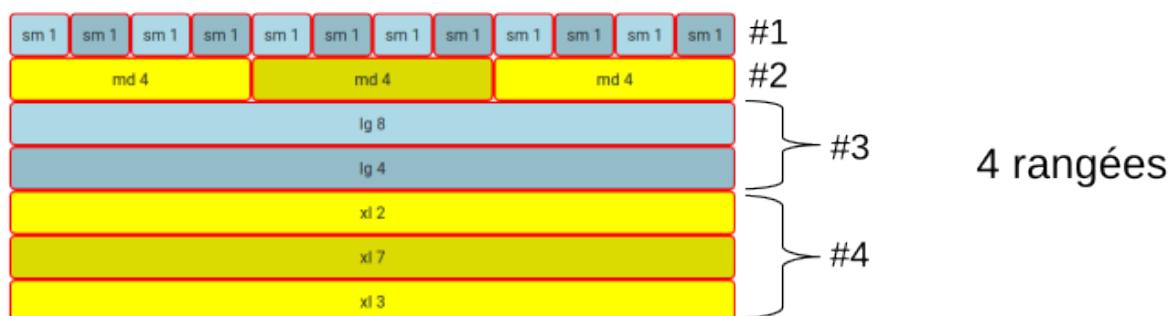 sm 1 sm 1 sm 1 sm 1 sm 1 sm 1 sm 1 sm 1 sm 1 sm 1 sm 1 sm 1 #1
md 4 md 4 md 4 #2
lg 8
#3
lg 4
4 rangées
xl 2
xl 7
#4
xl 3